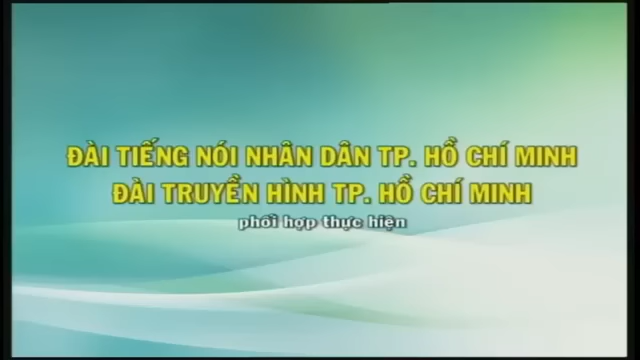 ĐÀI TIẾNG NÓI NHÂN DÂN TP. HỒ CHÍ MINH
ĐÀI TRUYỀN HÌNH TP. HỒ CHÍ MINH
phối hợp thực hiện